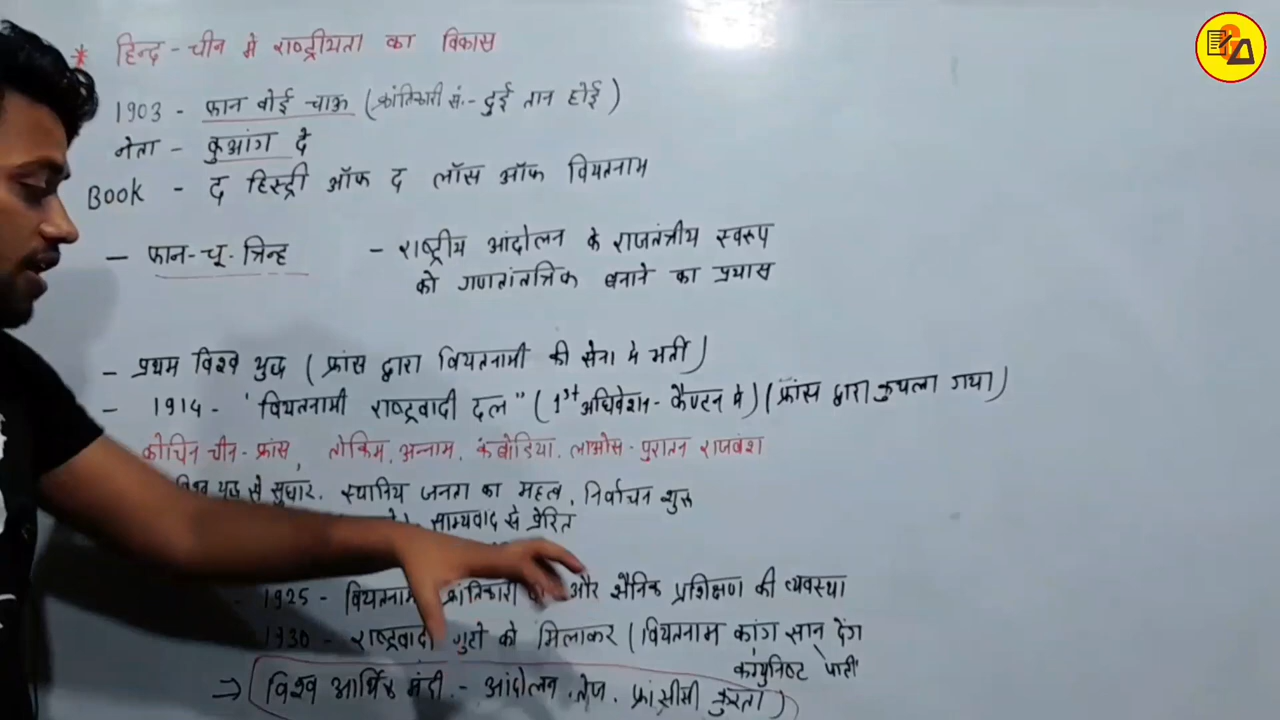 * हिन्द - चीन मे राष्ट्रीयता का विकास
1903 - फान बोई चाऊ (क्रांतिकारी सं.- दुई तान होई)
नेता - कुआंग दे
Book - द हिस्ट्री ऑफ द लॉस ऑफ वियतनाम
- फान-चू-त्रिन्ह - राष्ट्रीय आंदोलन के राजतंत्रीय स्वरूप
को गणतांतत्रिक बनाने का प्रयास
- प्रथम विश्व युद्ध (फ्रांस द्वारा वियतनामी की सेना मे भर्ती)
- 1914- 'वियतनामी राष्ट्रवादी दल" (1st अधिवेशन- कैण्टन मे) (फ्रांस द्वारा कुचला गया)
कोचिन चीन- फ्रांस, तोंकिम, अन्नाम, कंबोडिया, लाओस- पुरातन राजवंश
विश्व युद्ध से सुधार, स्थानिय जनता का महत्व, निर्वाचन शुरू
साम्यवाद से प्रेरित
- 1925 - वियतनाम क्रांतिकारी और सैनिक प्रशिक्षण की व्यवस्था
1930 - राष्ट्रवादी गुटो को मिलाकर (वियतनाम कांग सान देंग
कम्युनिष्ट पार्टी
⇒ विश्व आर्थिक मंदी - आंदोलन तेज, फ्रांसीसी क्रुरता)